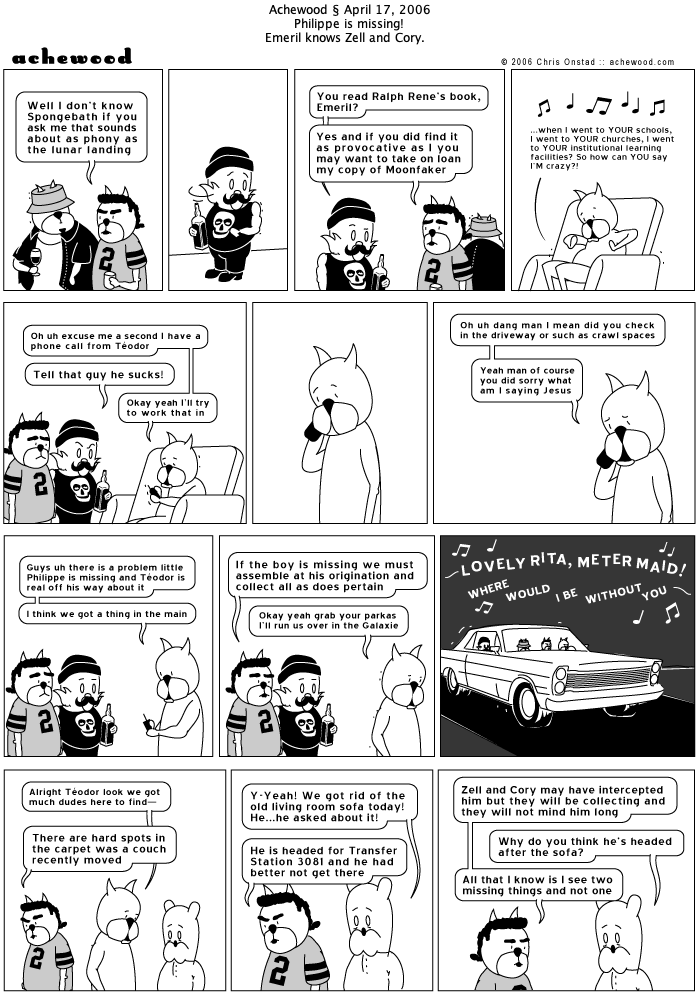 Achewood § April 17, 2006
Philippe is missing!
Emeril knows Zell and Cory.
achewood
© 2006 Chris Onstad :: achewood.com
Well I don't know
Spongebath if you
ask me that sounds
about as phony as
the lunar landing
You read Ralph Rene's book,
Emeril?
Yes and if you did find it
as provocative as I you
may want to take on loan
my copy of Moonfaker
...when I went to YOUR schools,
I went to YOUR churches, I went
to YOUR institutional learning
facilities? So how can YOU say
I'M crazy?!
2
2
Oh uh excuse me a second I have a
phone call from Téodor
Tell that guy he sucks!
Okay yeah I'll try
to work that in
2
Oh uh dang man I mean did you check
in the driveway or such as crawl spaces
Yeah man of course
you did sorry what
am I saying Jesus
Guys uh there is a problem little
Philippe is missing and Téodor is
real off his way about it
I think we got a thing in the main
2
If the boy is missing we must
assemble at his origination and
collect all as does pertain
Okay yeah grab your parkas
I'll run us over in the Galaxie
2
LOVELY RITA, METER MAID!
WHERE WOULD I BE WITHOUT YOU
Alright Téodor look we got
much dudes here to find—
There are hard spots in
the carpet was a couch
recently moved
2
Y-Yeah! We got rid of the
old living room sofa today!
He...he asked about it!
He is headed for Transfer
Station 3081 and he had
better not get there
2
Zell and Cory may have intercepted
him but they will be collecting and
they will not mind him long
Why do you think he's headed
after the sofa?
All that I know is I see two
missing things and not one
2